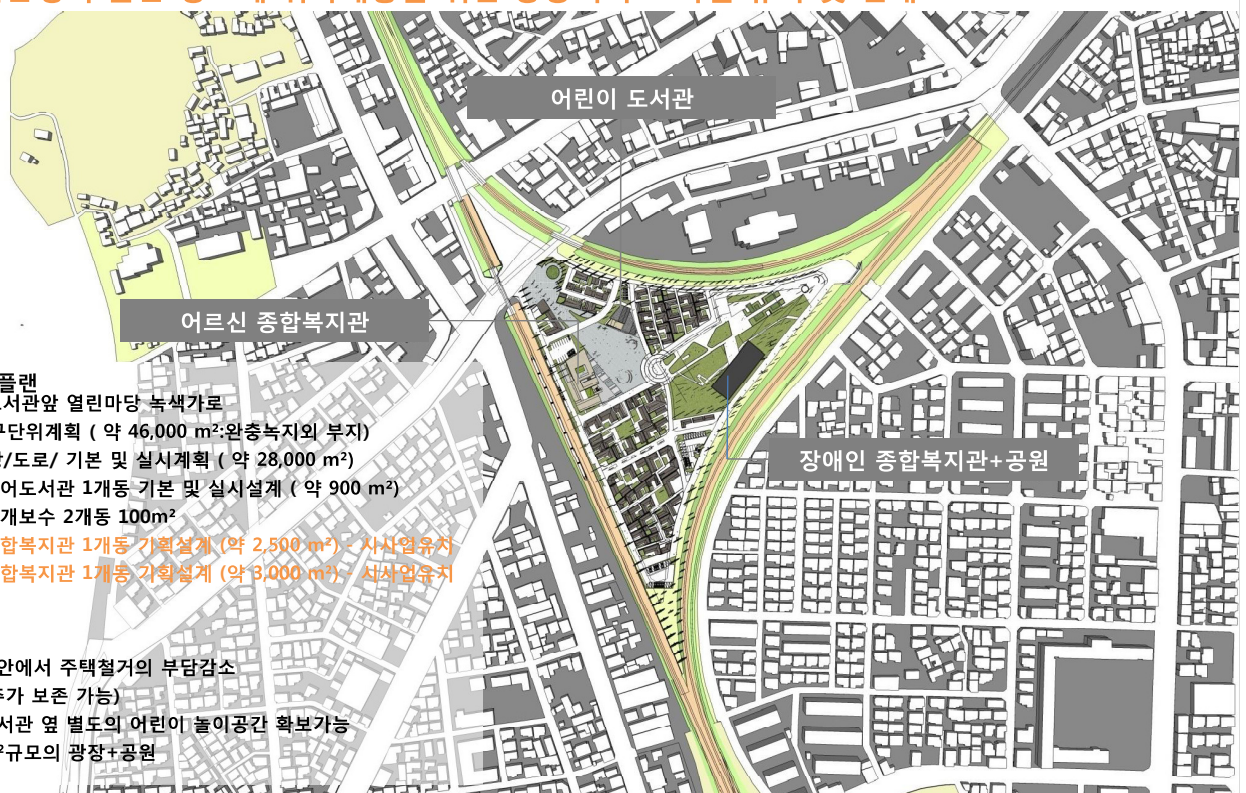 어린이 도서관
어르신 종합복지관
플랜
서관앞 열린마당 녹색가로
단위계획 ( 약 46,000 m²:완충녹지외 부지)
/도로/ 기본 및 실시계획 ( 약 28,000 m²)
어도서관 1개동 기본 및 실시설계 ( 약 900 m²)
개보수 2개동 100m²
합복지관 1개동 기획설계 (약 2,500 m²) - 시사업유치
합복지관 1개동 기획설계 (약 3,000 m²) - 시사업유치
장애인 종합복지관+공원
안에서 주택철거의 부담감소
가 보존 가능)
서관 옆 별도의 어린이 놀이공간 확보가능
규모의 광장+공원